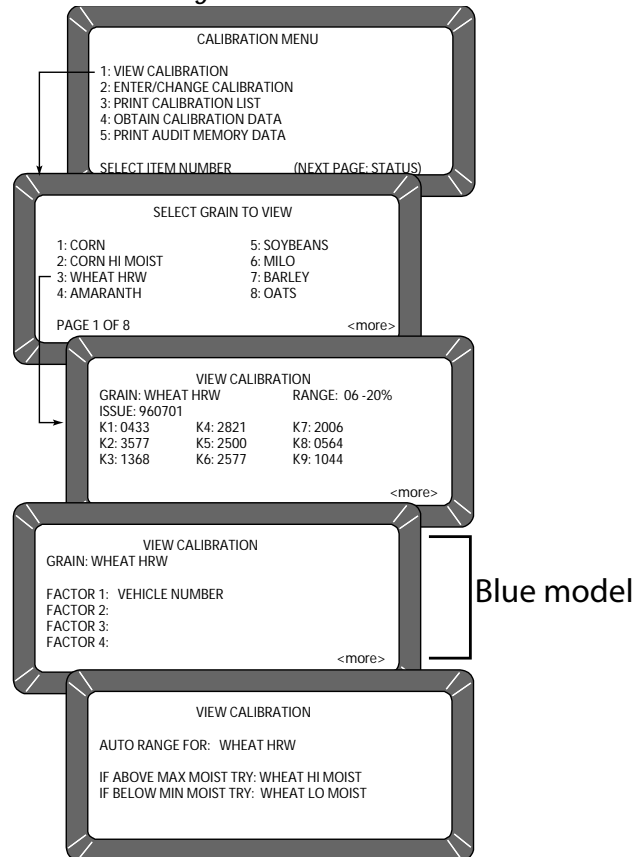 CALIBRATION MENU
1: VIEW CALIBRATION
2: ENTER/CHANGE CALIBRATION
3: PRINT CALIBRATION LIST
4: OBTAIN CALIBRATION DATA
5: PRINT AUDIT MEMORY DATA
SELECT ITEM NUMBER (NEXT PAGE: STATUS)
SELECT GRAIN TO VIEW
1: CORN 5: SOYBEANS
2: CORN HI MOIST 6: MILO
3: WHEAT HRW 7: BARLEY
4: AMARANTH 8: OATS
PAGE 1 OF 8 <more>
VIEW CALIBRATION
GRAIN: WHEAT HRW RANGE: 06 -20%
ISSUE: 960701
K1: 0433 K4: 2821 K7: 2006
K2: 3577 K5: 2500 K8: 0564
K3: 1368 K6: 2577 K9: 1044
<more>
VIEW CALIBRATION
GRAIN: WHEAT HRW
FACTOR 1: VEHICLE NUMBER
FACTOR 2:
FACTOR 3:
FACTOR 4:
<more>
Blue model
VIEW CALIBRATION
AUTO RANGE FOR: WHEAT HRW
IF ABOVE MAX MOIST TRY: WHEAT HI MOIST
IF BELOW MIN MOIST TRY: WHEAT LO MOIST